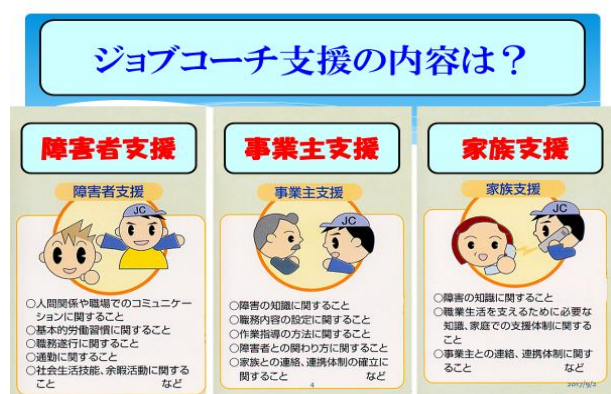 ジョブコーチ支援の内容は？
障害者支援
障害者支援
JC
○人間関係や職場でのコミュニケー
ションに関すること
○基本的労働習慣に関すること
○職務遂行に関すること
○通勤に関すること
○社会生活技能、余暇活動に関する
こと など
事業主支援
事業主支援
JC
○障害の知識に関すること
○職務内容の設定に関すること
○作業指導の方法に関すること
○障害者との関わり方に関すること
○家族との連絡、連携体制の確立に
関すること など
4
家族支援
家族支援
JC
○障害の知識に関すること
○職業生活を支えるために必要な
知識、家庭での支援体制に関する
こと
○事業主との連絡、連携体制に関す
ること など
2017/9/2